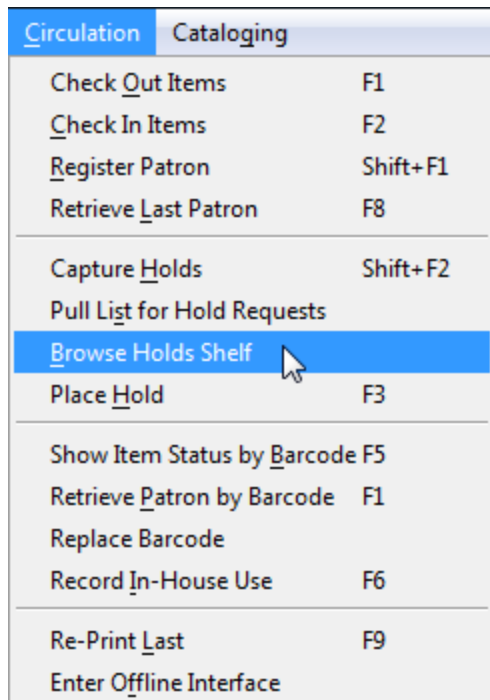 Circulation Cataloging
Check Out Items F1
Check In Items F2
Register Patron Shift+F1
Retrieve Last Patron F8
Capture Holds Shift+F2
Pull List for Hold Requests
Browse Holds Shelf
Place Hold F3
Show Item Status by Barcode F5
Retrieve Patron by Barcode F1
Replace Barcode
Record In-House Use F6
Re-Print Last F9
Enter Offline Interface